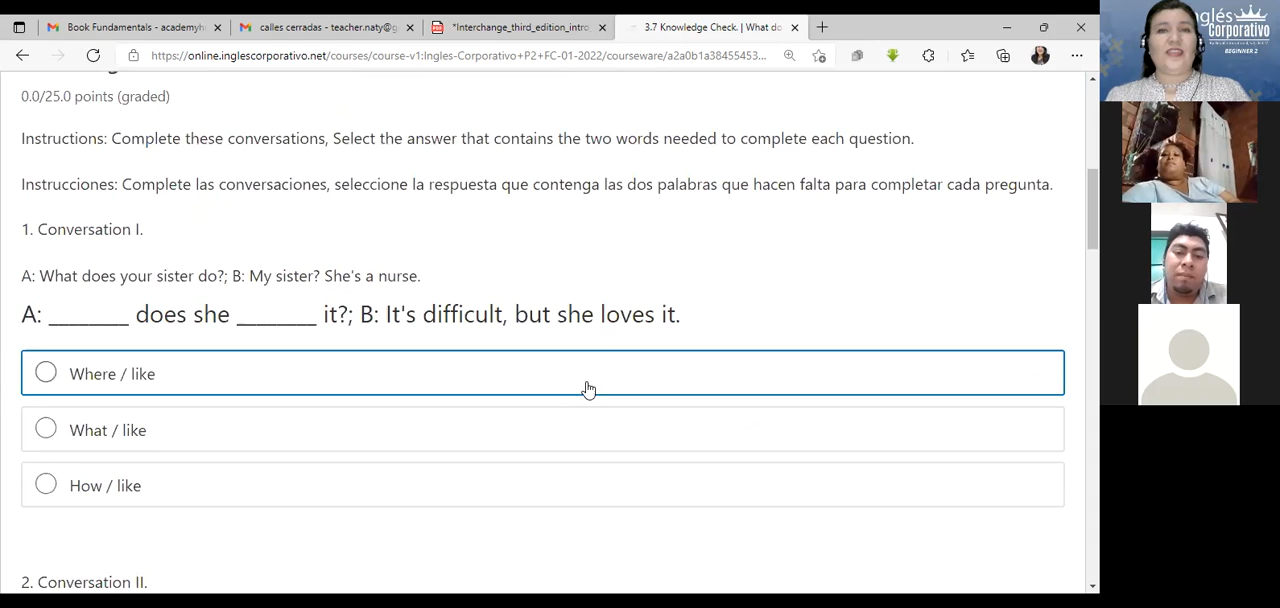 Book Fundamentals - academyh
calles cerradas - teacher.naty@g
*Interchange_third_edition_intro
3.7 Knowledge Check. | What do
https://online.inglescorporativo.net/courses/course-v1:Ingles-Corporativo+P2+FC-01-2022/courseware/a2a0b1a38455453...
0.0/25.0 points (graded)
Instructions: Complete these conversations, Select the answer that contains the two words needed to complete each question.
Instrucciones: Complete las conversaciones, seleccione la respuesta que contenga las dos palabras que hacen falta para completar cada pregunta.
1. Conversation I.
A: What does your sister do?; B: My sister? She's a nurse.
A: ________ does she ________ it?; B: It's difficult, but she loves it.
Where / like
What / like
How / like
2. Conversation II.
Inglés
Corporativo
BEGINNER 2